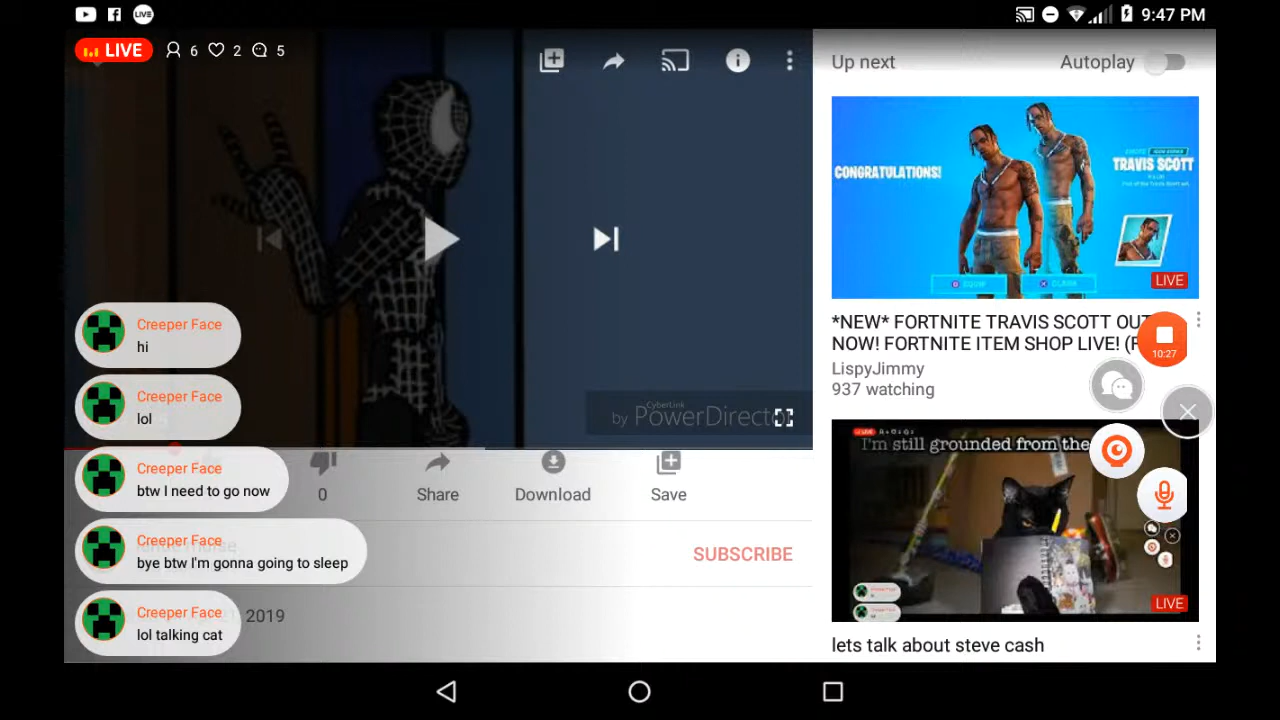 LIVE
9:47 PM
LIVE 6 2 5
Up next
Autoplay
CONGRATULATIONS!
TRAVIS SCOTT
LIVE
*NEW* FORTNITE TRAVIS SCOTT OUT
NOW! FORTNITE ITEM SHOP LIVE! (F
LispyJimmy
937 watching
10:27
Creeper Face
hi
Creeper Face
lol
Creeper Face
btw I need to go now
Creeper Face
bye btw I'm gonna going to sleep
Creeper Face
lol talking cat
CyberLink
by PowerDirecto
0
Share
Download
Save
SUBSCRIBE
2019
I'm still grounded from the
LIVE
lets talk about steve cash